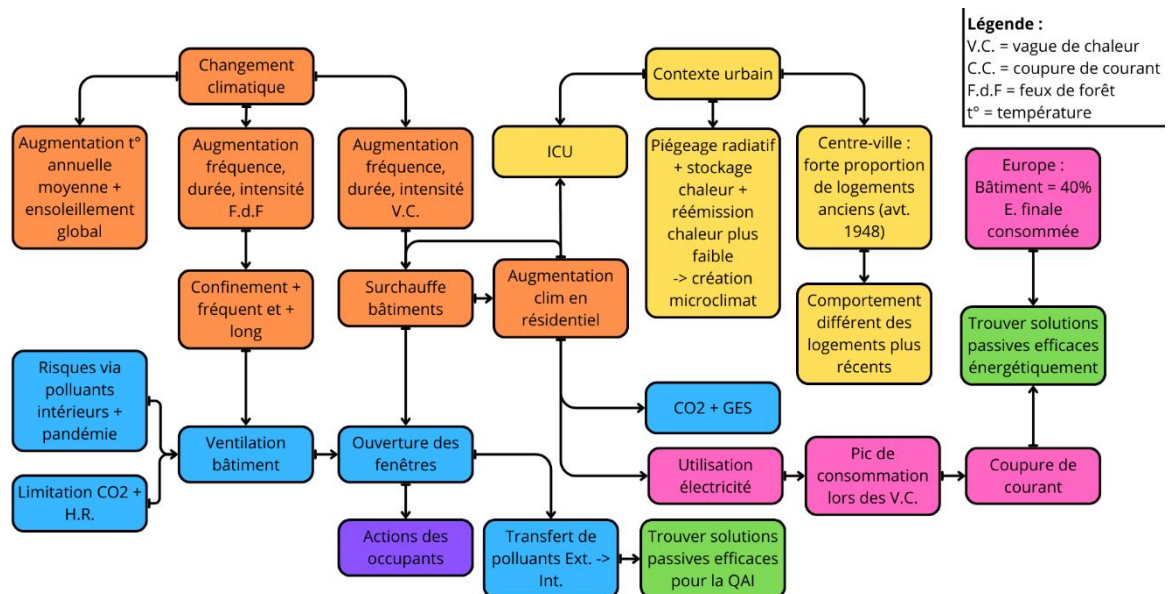 Légende :
V.C. = vague de chaleur
C.C. = coupure de courant
F.d.F = feux de forêt
t° = température
Changement
climatique
Contexte urbain
Augmentation t°
annuelle
moyenne +
ensoleillement
global
Augmentation
fréquence,
durée, intensité
F.d.F
Augmentation
fréquence,
durée, intensité
V.C.
ICU
Piégeage radiatif
+ stockage
chaleur +
réémission
chaleur plus
faible
-> création
microclimat
Centre-ville :
forte proportion
de logements
anciens (avt.
1948)
Europe :
Bâtiment = 40%
E. finale
consommée
Confinement +
fréquent et +
long
Surchauffe
bâtiments
Augmentation
clim en
résidentiel
Comportement
différent des
logements plus
récents
Trouver solutions
passives efficaces
énergétiquement
Risques via
polluants
intérieurs +
pandémie
CO2 + GES
Ventilation
bâtiment
Ouverture des
fenêtres
Utilisation
électricité
Pic de
consommation
lors des V.C.
Coupure de
courant
Limitation CO2 +
H.R.
Actions des
occupants
Transfert de
polluants Ext. ->
Int.
Trouver solutions
passives efficaces
pour la QAI